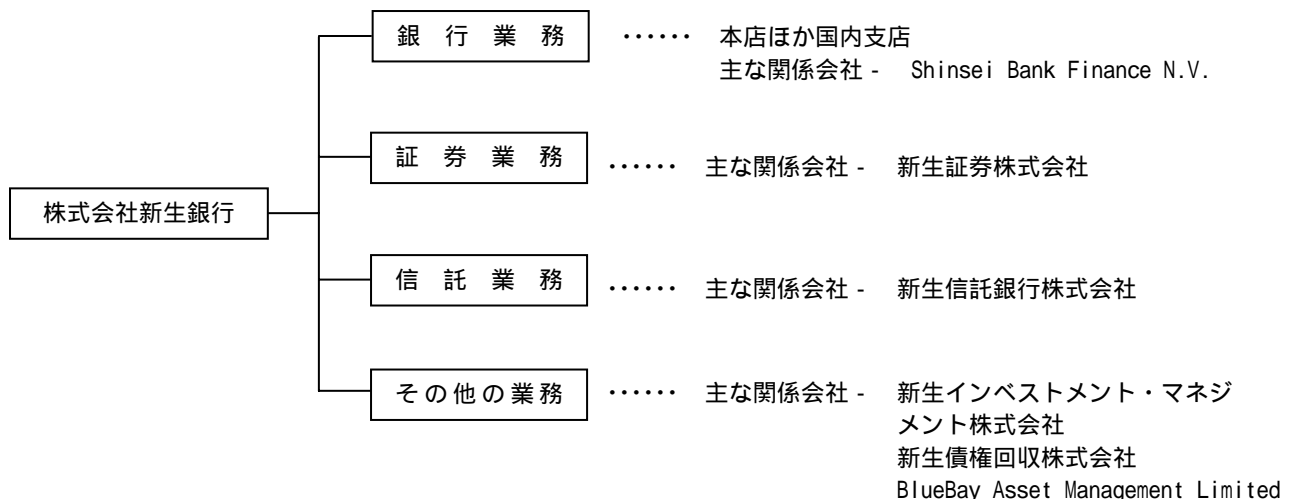 銀行業務 ‥‥‥ 本店ほか国内支店
主な関係会社 - Shinsei Bank Finance N.V.
証券業務 ‥‥‥ 主な関係会社 - 新生証券株式会社
株式会社新生銀行
信託業務 ‥‥‥ 主な関係会社 - 新生信託銀行株式会社
その他の業務 ‥‥‥ 主な関係会社 - 新生インベストメント・マネジ
メント株式会社
新生債権回収株式会社
BlueBay Asset Management Limited